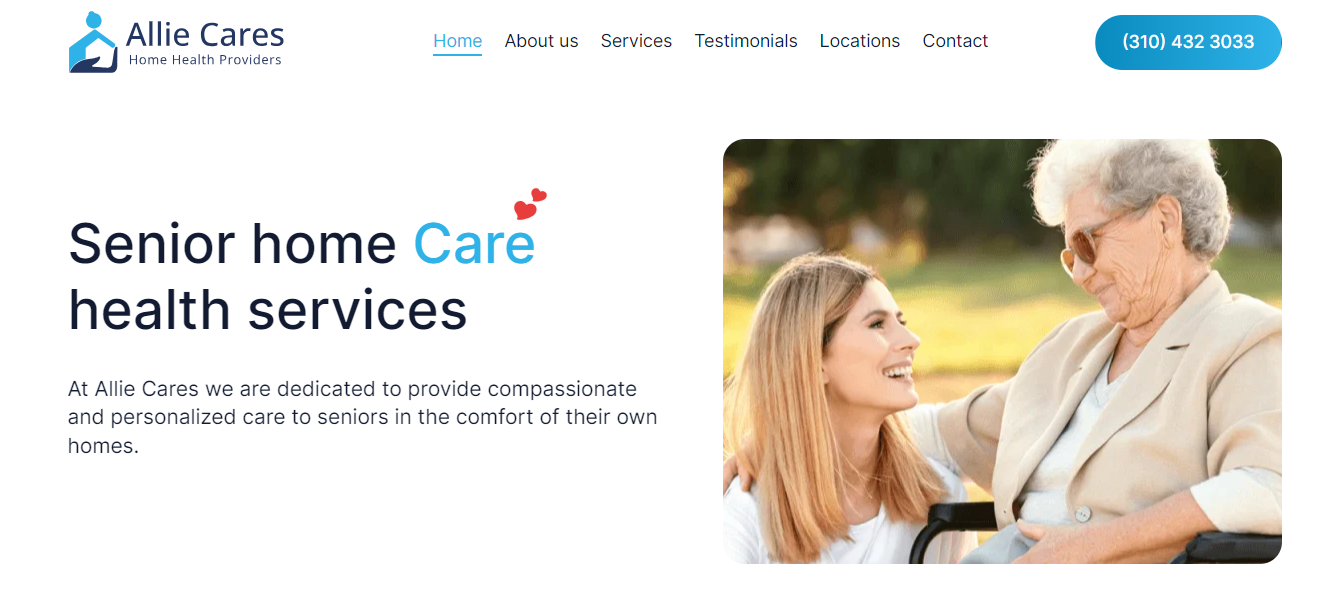 Allie Cares
Home Health Providers
Home About us Services Testimonials Locations Contact
(310) 432 3033
Senior home Care
health services
At Allie Cares we are dedicated to provide compassionate
and personalized care to seniors in the comfort of their own
homes.